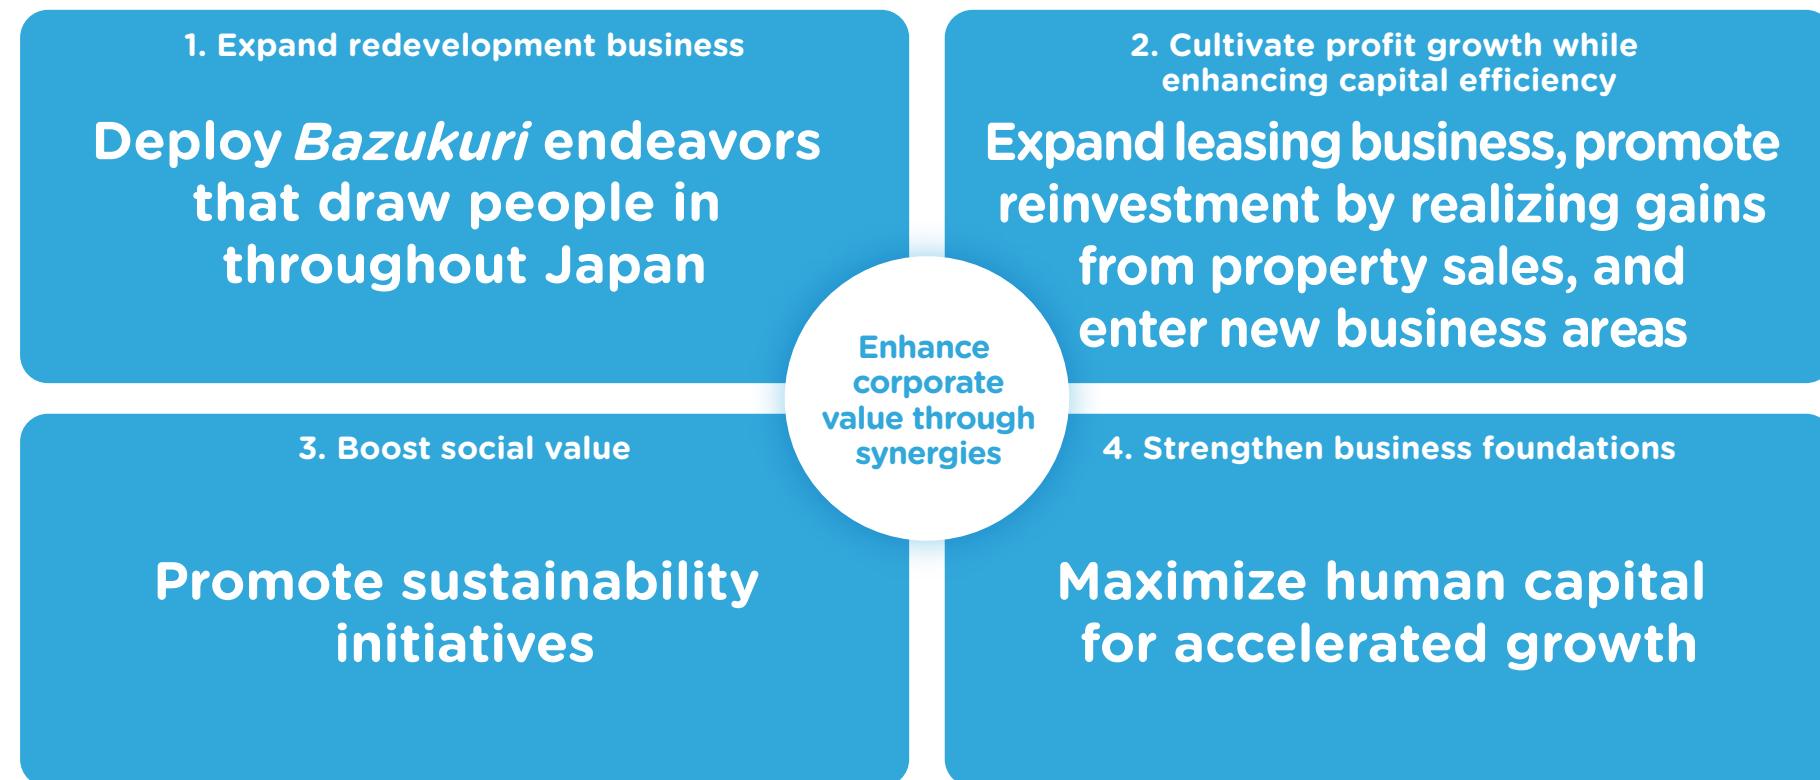 1. Expand redevelopment business
Deploy Bazukuri endeavors
that draw people in
throughout Japan
2. Cultivate profit growth while
enhancing capital efficiency
Expand leasing business, promote
reinvestment by realizing gains
from property sales, and
enter new business areas
Enhance
corporate
value through
synergies
3. Boost social value
Promote sustainability
initiatives
4. Strengthen business foundations
Maximize human capital
for accelerated growth